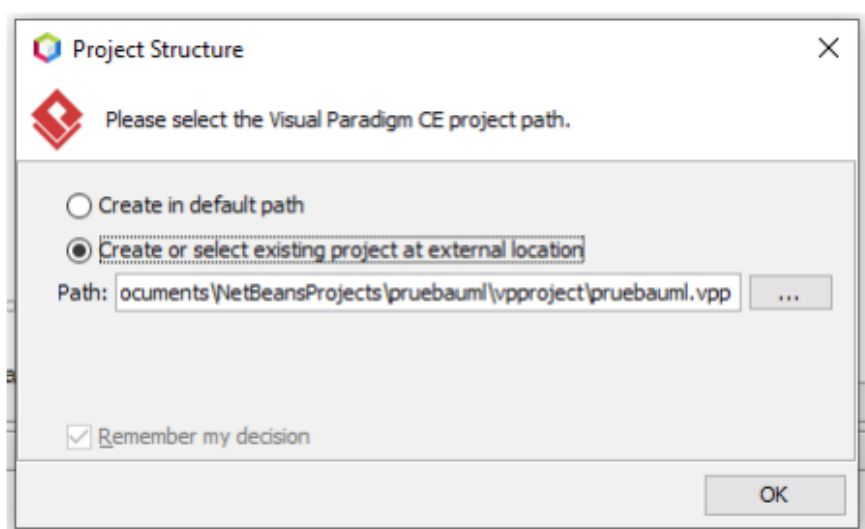 Project Structure
Please select the Visual Paradigm CE project path.
Create in default path
Create or select existing project at external location
Path: ocuments\NetBeansProjects\pruebauml\vpproject\pruebauml.vpp ...
Remember my decision
OK